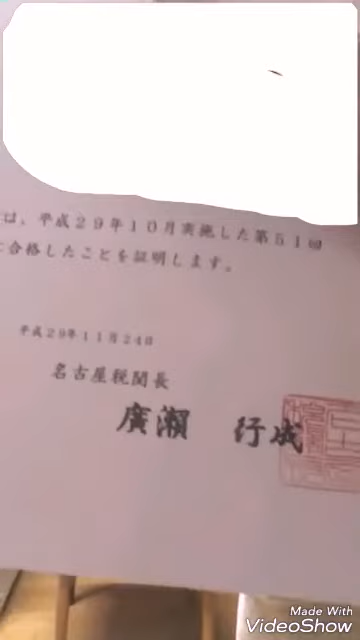 は、平成29年10月実施した第51回
に合格したことを証明します。
平成29年11月24日
名古屋税関長
廣瀬 行成
Made With
VideoShow